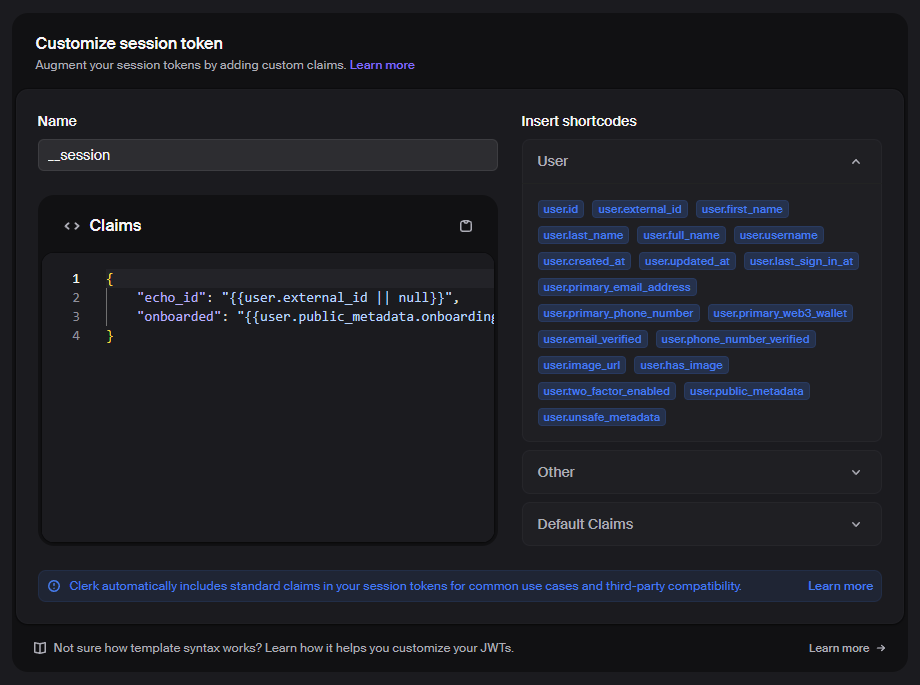 Customize session token
Augment your session tokens by adding custom claims. Learn more
Name
__session
<> Claims
1 {
2 "echo_id": "{{user.external_id || null}}",
3 "onboarded": "{{user.public_metadata.onboarding
4 }
Insert shortcodes
User
user.id user.external_id user.first_name
user.last_name user.full_name user.username
user.created_at user.updated_at user.last_sign_in_at
user.primary_email_address
user.primary_phone_number user.primary_web3_wallet
user.email_verified user.phone_number_verified
user.image_url user.has_image
user.two_factor_enabled user.public_metadata
user.unsafe_metadata
Other
Default Claims
Clerk automatically includes standard claims in your session tokens for common use cases and third-party compatibility. Learn more
Not sure how template syntax works? Learn how it helps you customize your JWTs. Learn more →